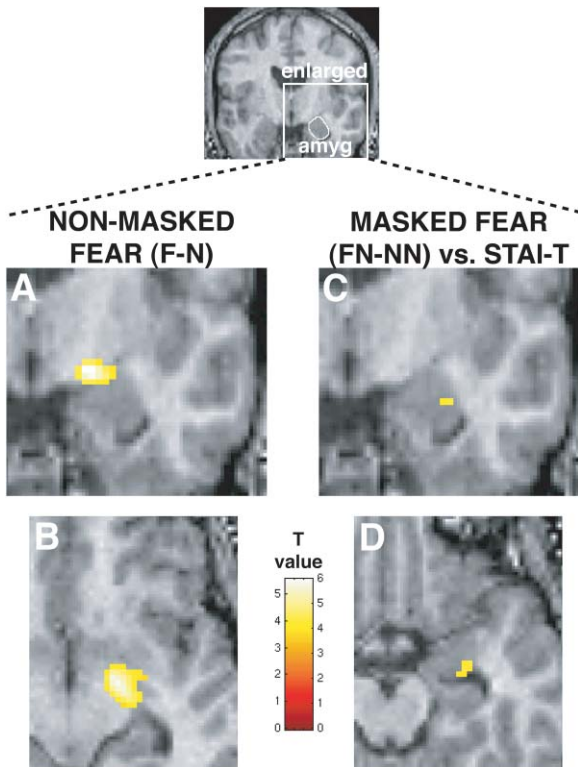 enlarged
amyg
NON-MASKED
FEAR (F-N)
MASKED FEAR
(FN-NN) vs. STAI-T
A
C
B
T
value
D
5
4
3
2
1
0
6
5
4
3
2
1
0